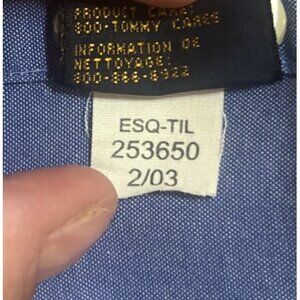 PRODUCT CARE:
800-TOMMY CARES
INFORMATION DE
NETTOYAGE:
800-866-6922
ESQ-TIL
253650
2/03